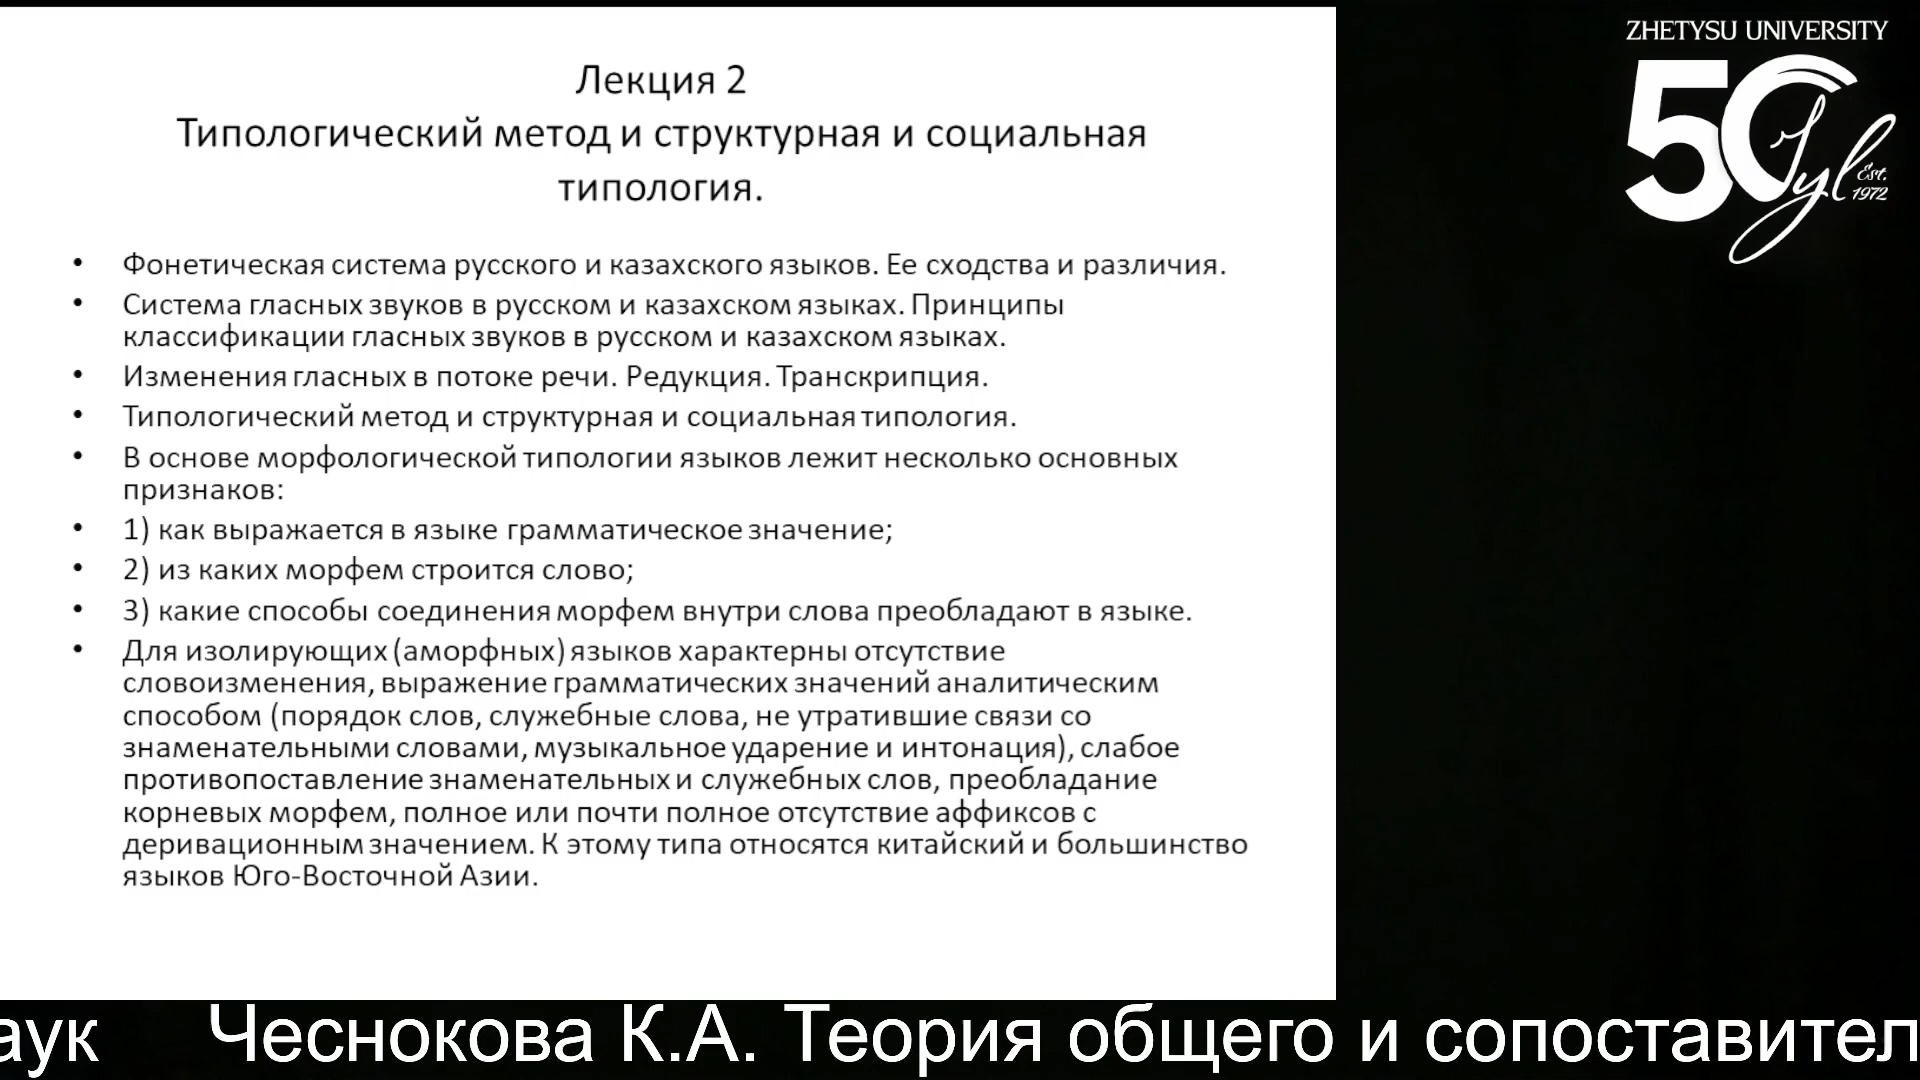 ZHETYSU UNIVERSITY
50
Jyl
Est.
1972
Лекция 2
Типологический метод и структурная и социальная
типология.
• Фонетическая система русского и казахского языков. Ее сходства и различия.
• Система гласных звуков в русском и казахском языках. Принципы
классификации гласных звуков в русском и казахском языках.
• Изменения гласных в потоке речи. Редукция. Транскрипция.
• Типологический метод и структурная и социальная типология.
• В основе морфологической типологии языков лежит несколько основных
признаков:
• 1) как выражается в языке грамматическое значение;
• 2) из каких морфем строится слово;
• 3) какие способы соединения морфем внутри слова преобладают в языке.
• Для изолирующих (аморфных) языков характерны отсутствие
словоизменения, выражение грамматических значений аналитическим
способом (порядок слов, служебные слова, не утратившие связи со
знаменательными словами, музыкальное ударение и интонация), слабое
противопоставление знаменательных и служебных слов, преобладание
корневых морфем, полное или почти полное отсутствие аффиксов с
деривационным значением. К этому типа относятся китайский и большинство
языков Юго-Восточной Азии.
аук Чеснокова К.А. Теория общего и сопоставител